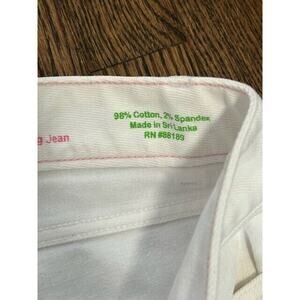 98% Cotton, 2% Spandex
Made in Sri Lanka
RN #88189
g Jean